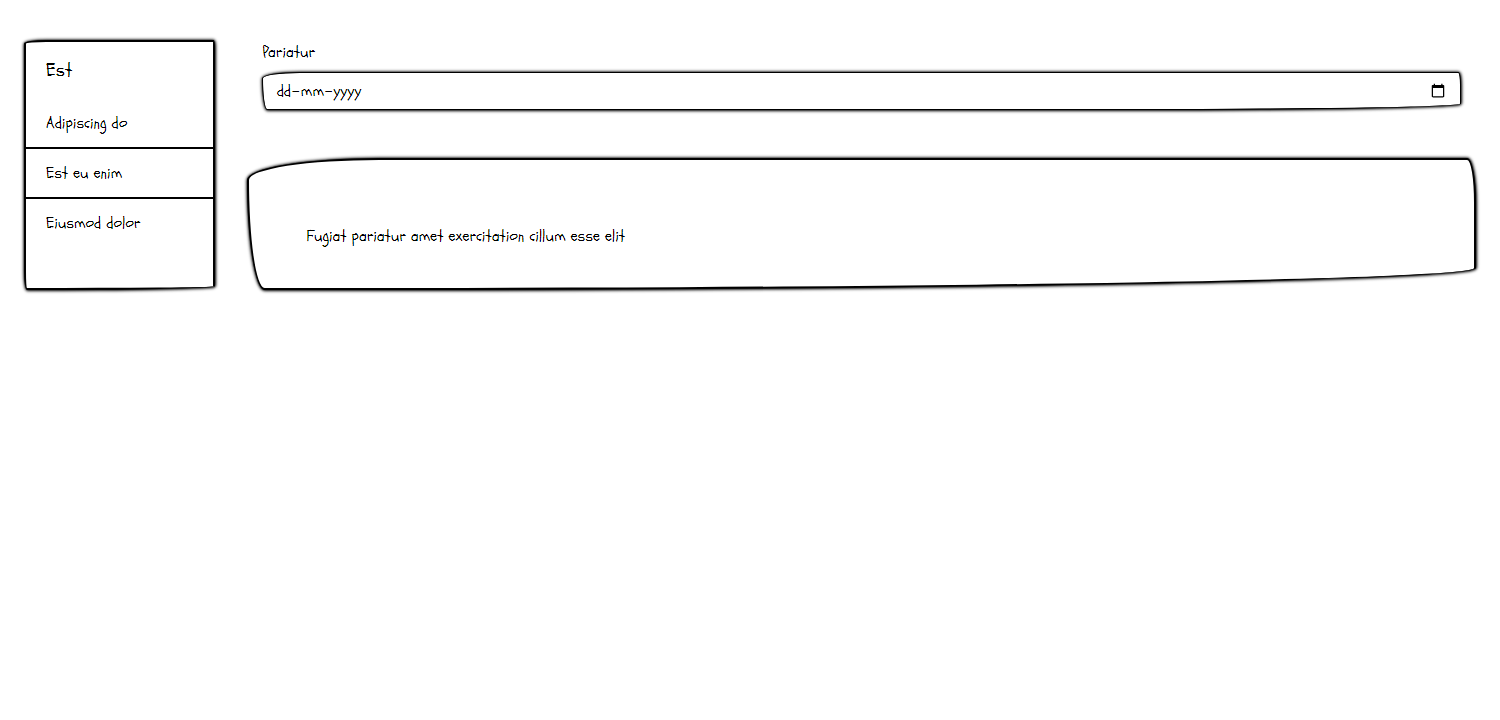 Est
Adipiscing do
Est eu enim
Eiusmod dolor
Pariatur
dd-mm-yyyy
Fugiat pariatur amet exercitation cillum esse elit